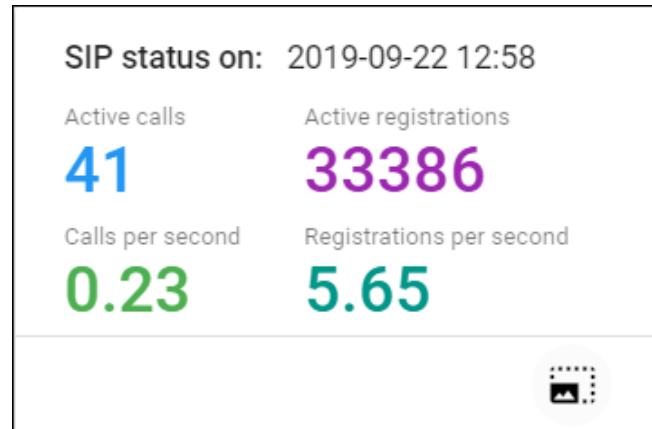 SIP status on: 2019-09-22 12:58
Active calls Active registrations
41 33386
Calls per second Registrations per second
0.23 5.65